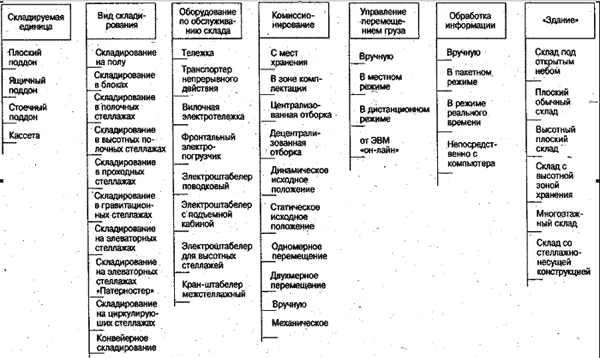 Складируемая
единица
Плоский
поддон
Ящичный
поддон
Стоечный
поддон
Кассета
Вид склади-
рования
Складирование
на полу
Складирование
в блоках
Складирование
в полочных
стеллажах
Складирование
в высотных по-
лочных стеллажах
Складирование
в проходных
стеллажах
Складирование
в гравитацион-
ных стеллажах
Складирование
на элеваторных
стеллажах
Складирование
на элеваторных
стеллажах
«Патерностер»
Складирование
на циркулирую-
ших стеллажах
Конвейерное
складирование
Оборудование
по обслужива-
нию склада
Тележка
Транспортер
непрерывного
действия
Вилочная
электротележка
Фронтальный
электро-
погрузчик
Электроштабелер
поводковый
Электроштабелер
с подъемной
кабиной
Электроштабелер
для высотных
стеллажей
Кран-штабелер
межстеллажный
Комиссио-
нирование
С мест
хранения
В зоне комп-
лектации
Централизо-
ванная отборка
Децентрали-
зованная
отборка
Динамическое
исходное
положение
Статическое
исходное
положение
Одномерное
перемещение
Двухмерное
перемещение
Вручную
Механическое
Управление
перемеще-
нием груза
Вручную
В местном
режиме
В дистанционном
режиме
от ЭВМ
«он-лайн»
Обработка
информации
Вручную
В пакетном
режиме
В режиме
реального
времени
Непосредст-
венно с
компьютера
«Здание»
Склад под
открытым
небом
Плоский
обычный
склад
Высотный
плоский
склад
Склад с
высотной
зоной
хранения
Многоэтаж-
ный склад
Склад со
стеллажно-
несущей
конструкцией